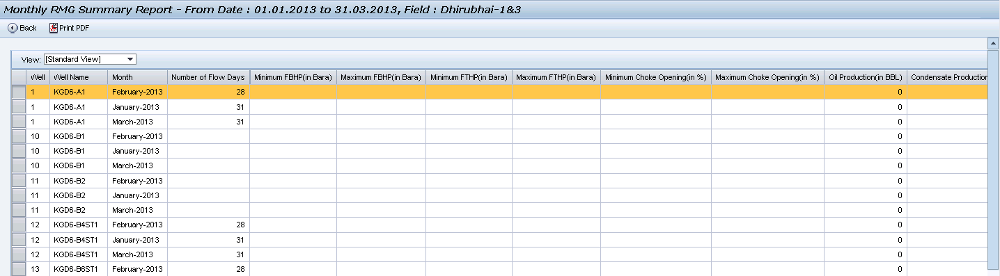 Monthly RMG Summary Report - From Date : 01.01.2013 to 31.03.2013, Field : Dhirubhai-1&3
Back Print PDF
View: [Standard View]
Well Well Name Month Number of Flow Days Minimum FBHP(in Bara) Maximum FBHP(in Bara) Minimum FTHP(in Bara) Maximum FTHP(in Bara) Minimum Choke Opening(in %) Maximum Choke Opening(in %) Oil Production(in BBL) Condensate Production
1 KGD6-A1 February-2013 28 0
1 KGD6-A1 January-2013 31 0
1 KGD6-A1 March-2013 31 0
10 KGD6-B1 February-2013 0
10 KGD6-B1 January-2013 0
10 KGD6-B1 March-2013 0
11 KGD6-B2 February-2013 0
11 KGD6-B2 January-2013 0
11 KGD6-B2 March-2013 0
12 KGD6-B4ST1 February-2013 28 0
12 KGD6-B4ST1 January-2013 31 0
12 KGD6-B4ST1 March-2013 31 0
13 KGD6-B6ST1 February-2013 28 0